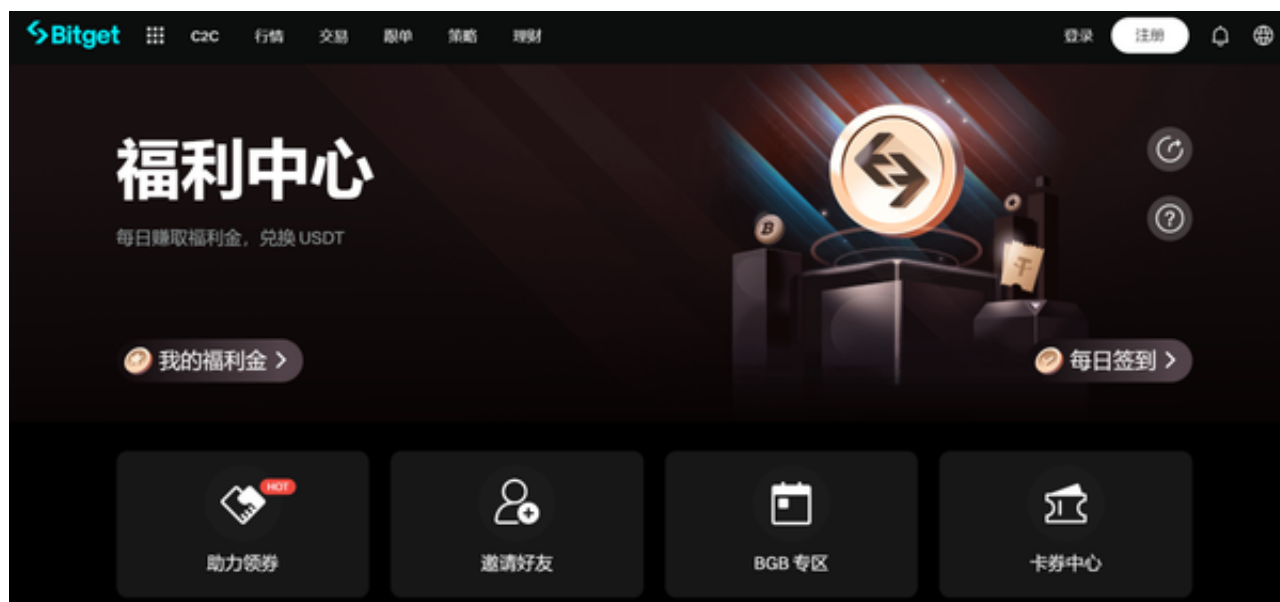 Bitget C2C 行情 交易 跟单 策略 理财 登录 注册
福利中心
每日赚取福利金，兑换 USDT
我的福利金
每日签到
HOT
助力领券
邀请好友
BGB 专区
卡券中心